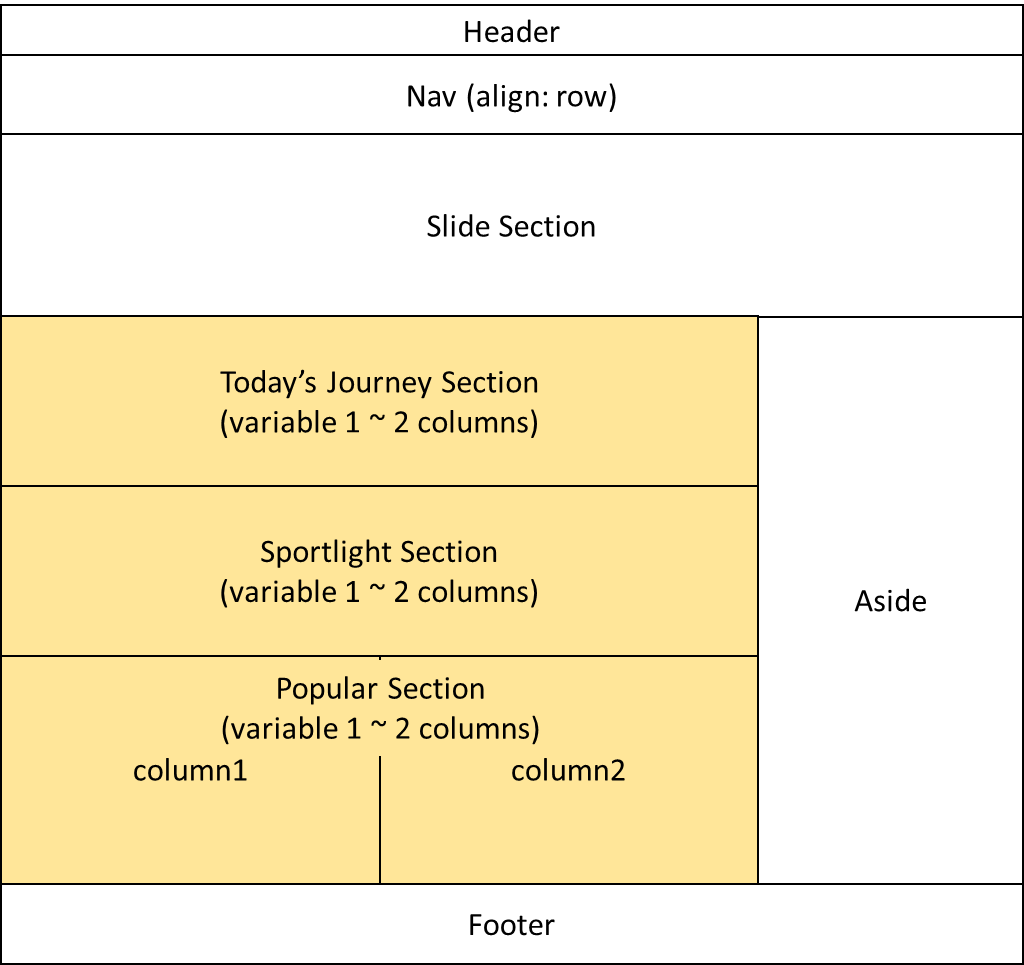 Header
Nav (align: row)
Slide Section
Today’s Journey Section
(variable 1 ~ 2 columns)
Sportlight Section
(variable 1 ~ 2 columns)
Aside
Popular Section
(variable 1 ~ 2 columns)
column1
column2
Footer